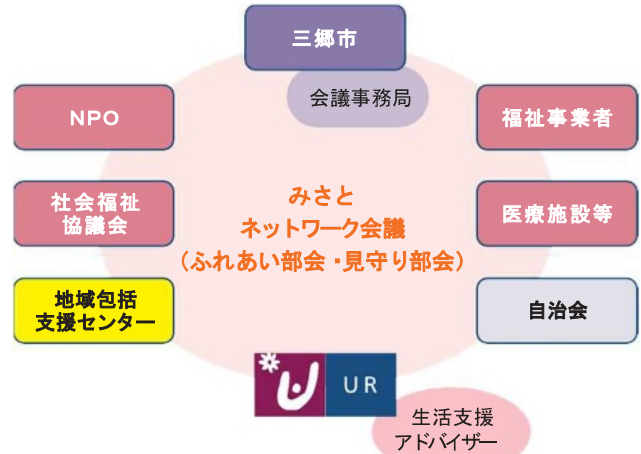 三郷市
会議事務局
NPO
福祉事業者
社会福祉
協議会
みさと
ネットワーク会議
（ふれあい部会・見守り部会）
医療施設等
地域包括
支援センター
自治会
UR
生活支援
アドバイザー